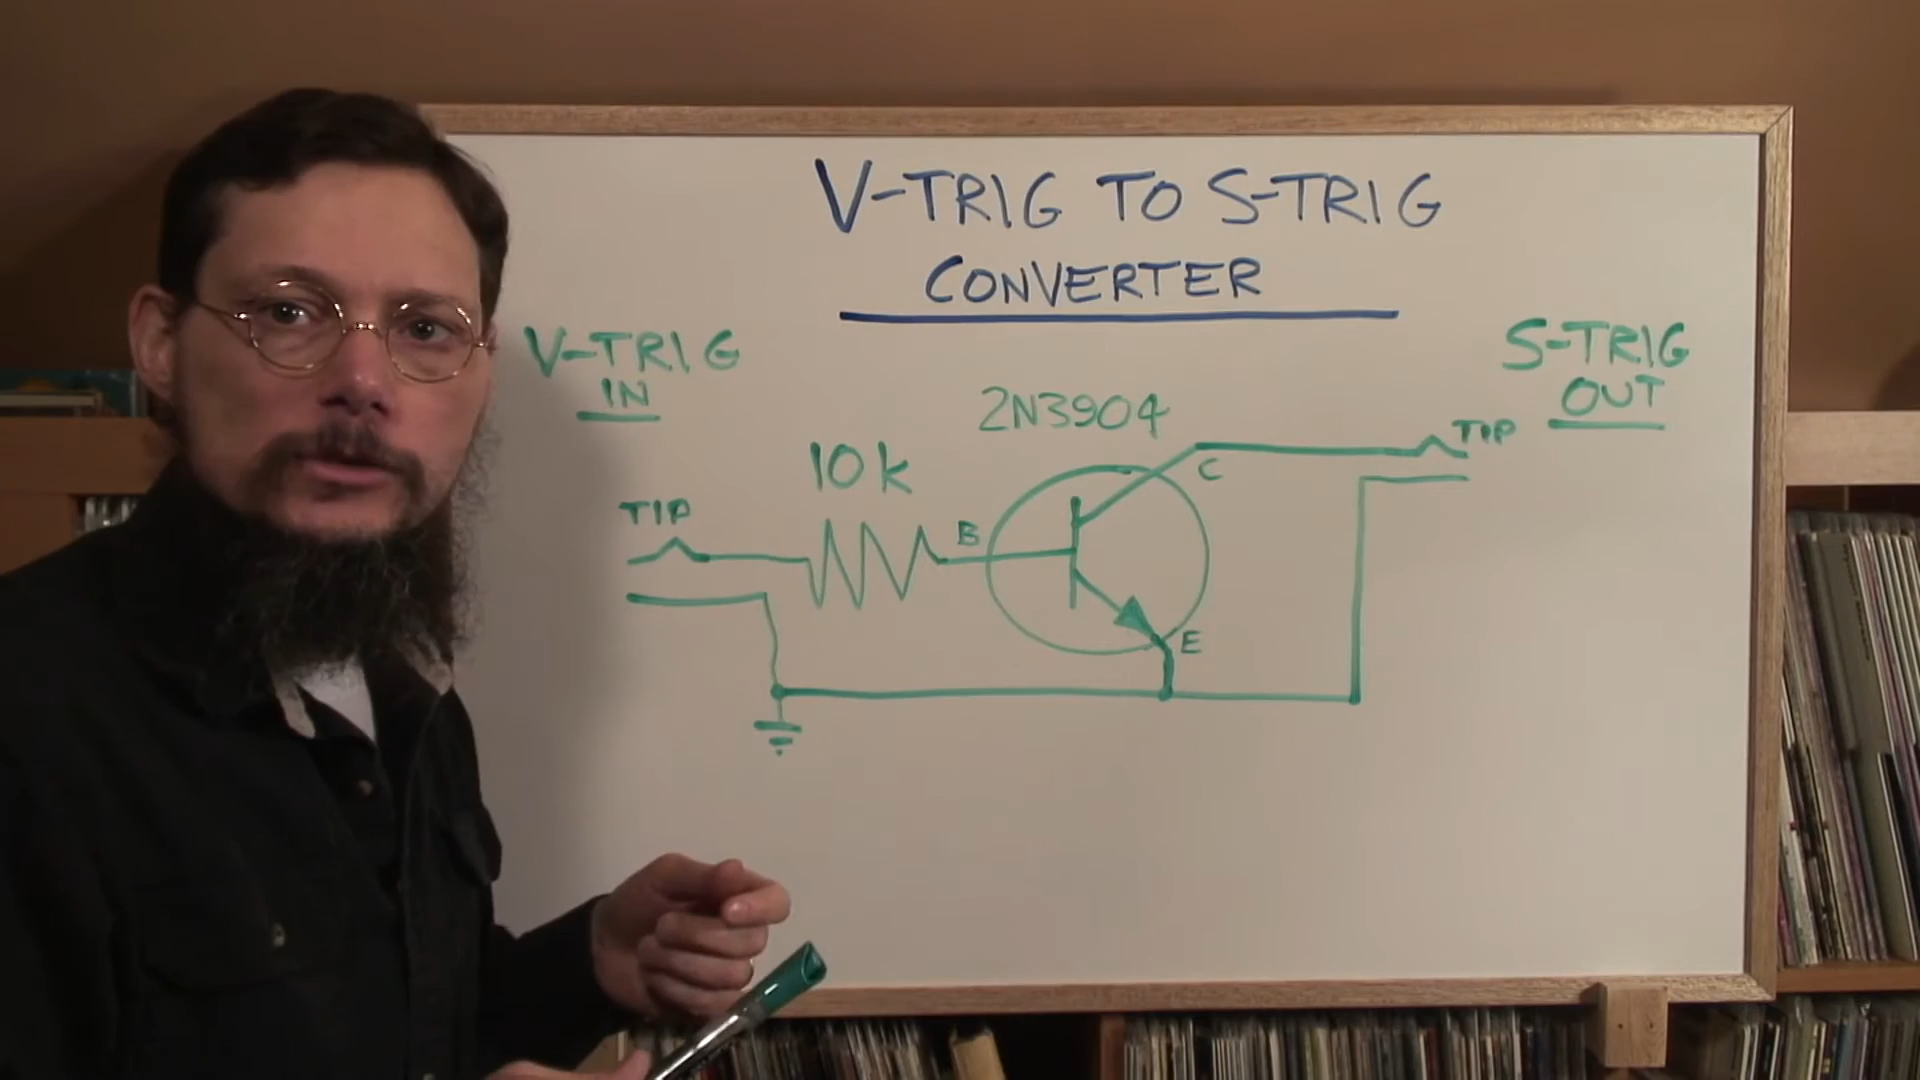 V-TRIG TO S-TRIG
CONVERTER
V-TRIG
IN
S-TRIG
OUT
2N3904
10k
TIP
B
C
E
TIP